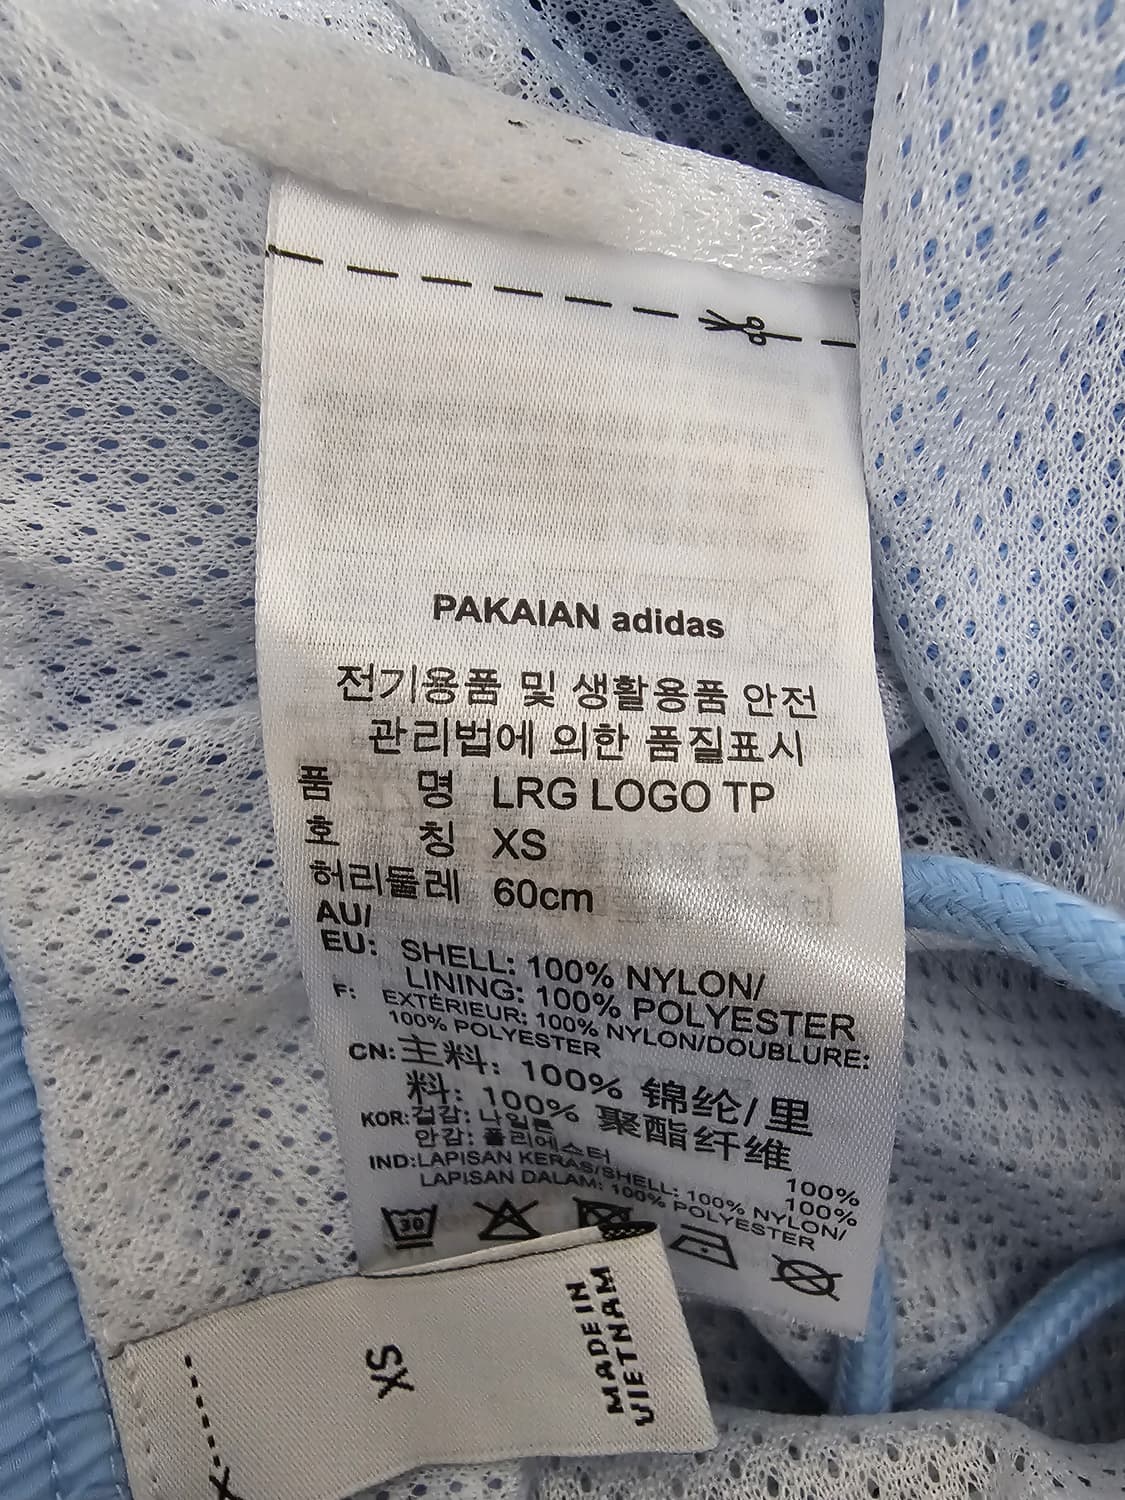 PAKAIAN adidas
전기용품 및 생활용품 안전
관리법에 의한 품질표시
품 명 LRG LOGO TP
호 칭 XS
허리둘레 60cm
AU/
EU: SHELL: 100% NYLON/
LINING: 100% POLYESTER
F: EXTÉRIEUR: 100% NYLON/DOUBLURE:
100% POLYESTER
CN: 主料: 100% 锦纶/里
料: 100% 聚酯纤维
KOR: 겉감: 나일론 100%
안감: 폴리에스터 100%
IND: LAPISAN KERAS/SHELL: 100% NYLON/
LAPISAN DALAM: 100% POLYESTER
30
XS
MADE IN
VIETNAM